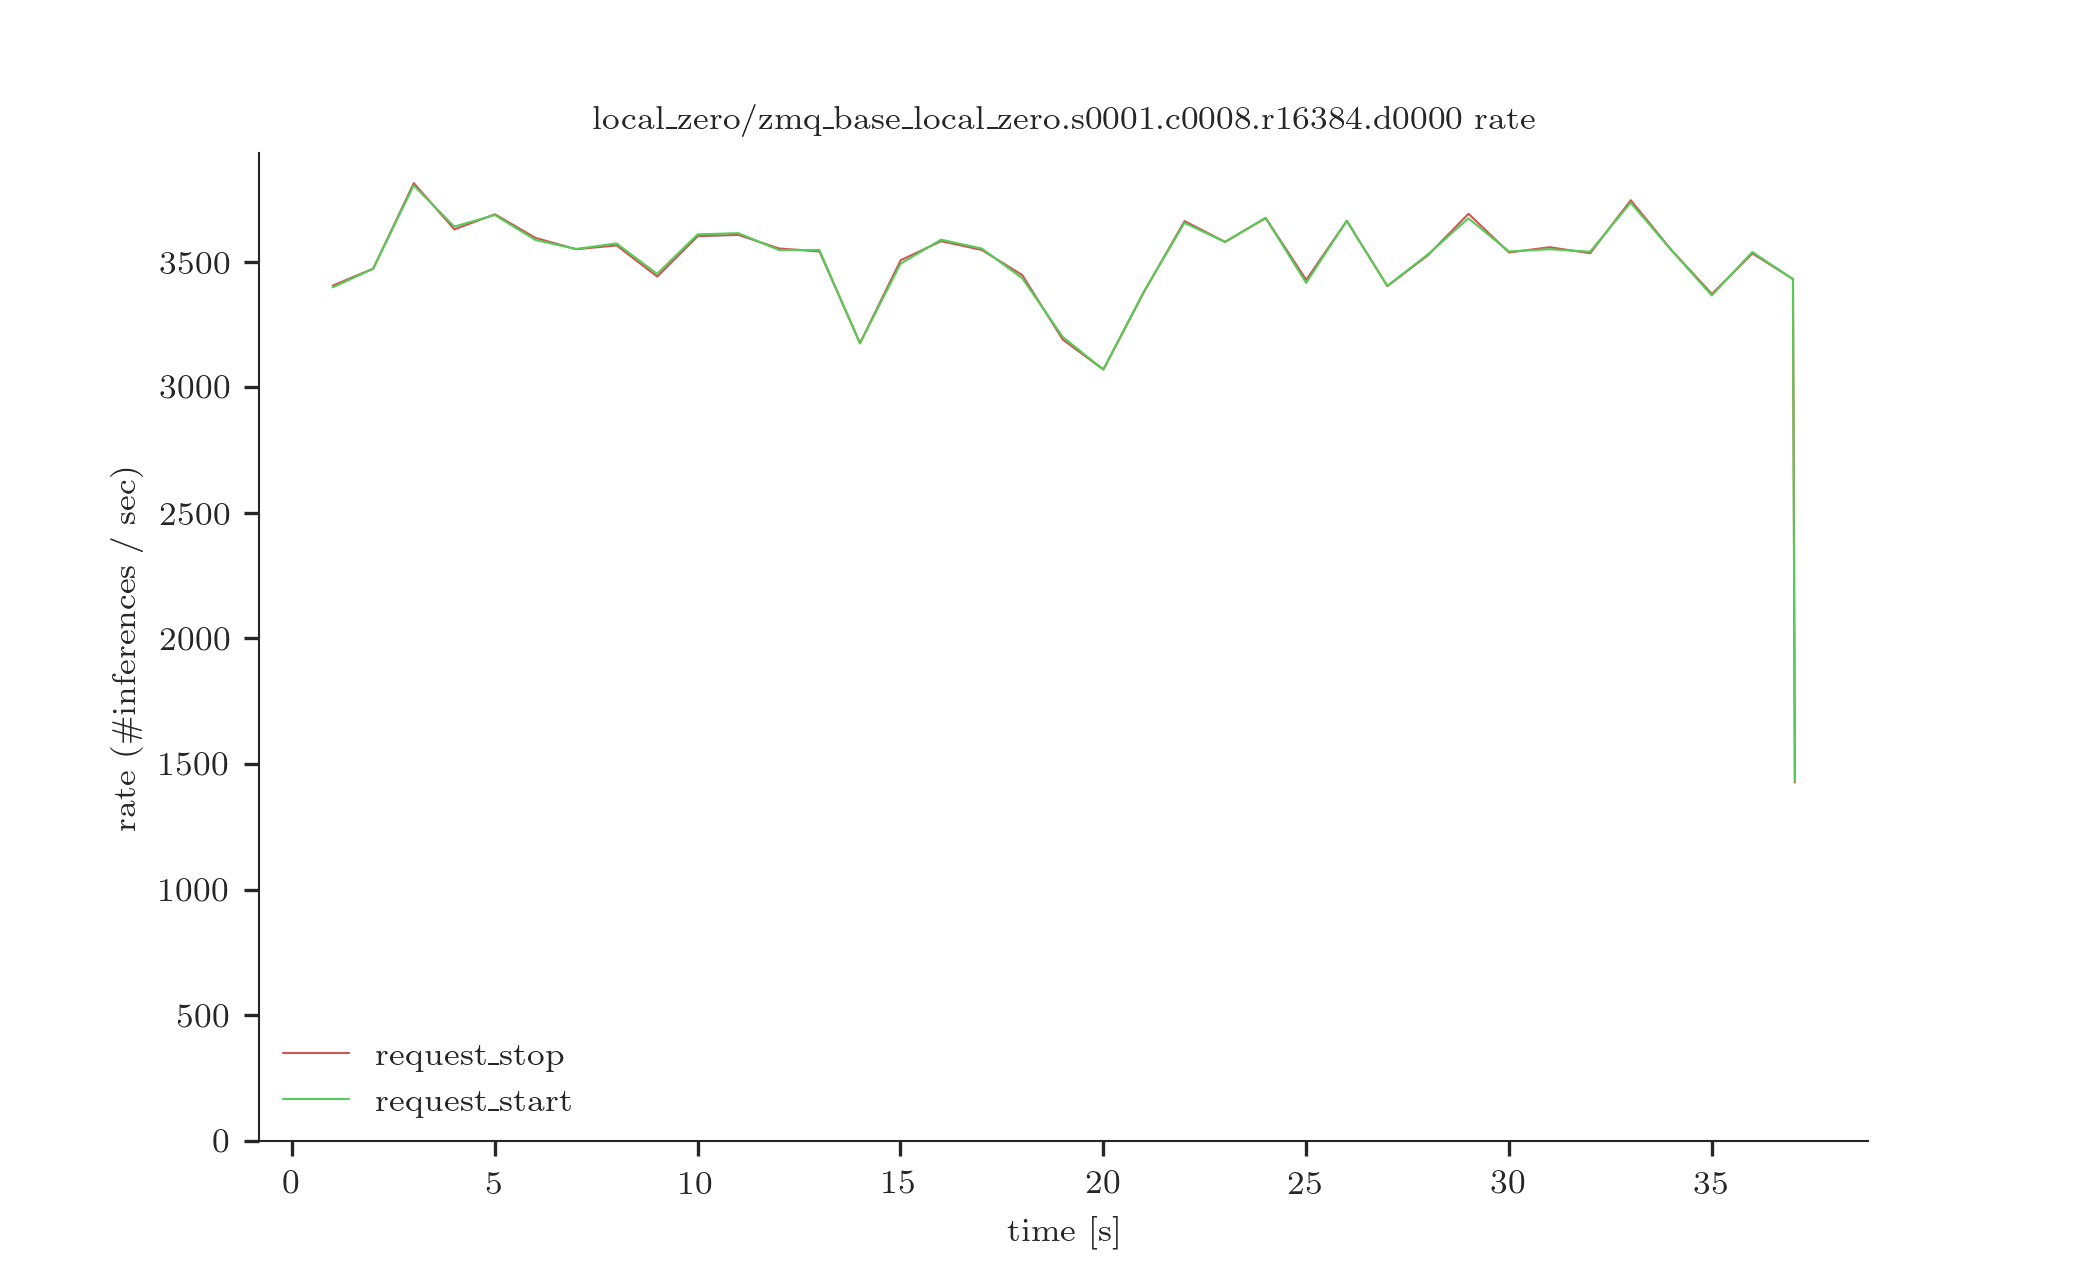 local_zero/zmq_base_local_zero.s0001.c0008.r16384.d0000 rate
rate (#inferences / sec)
3500
3000
2500
2000
1500
1000
500
0
request_stop
request_start
0 5 10 15 20 25 30 35
time [s]